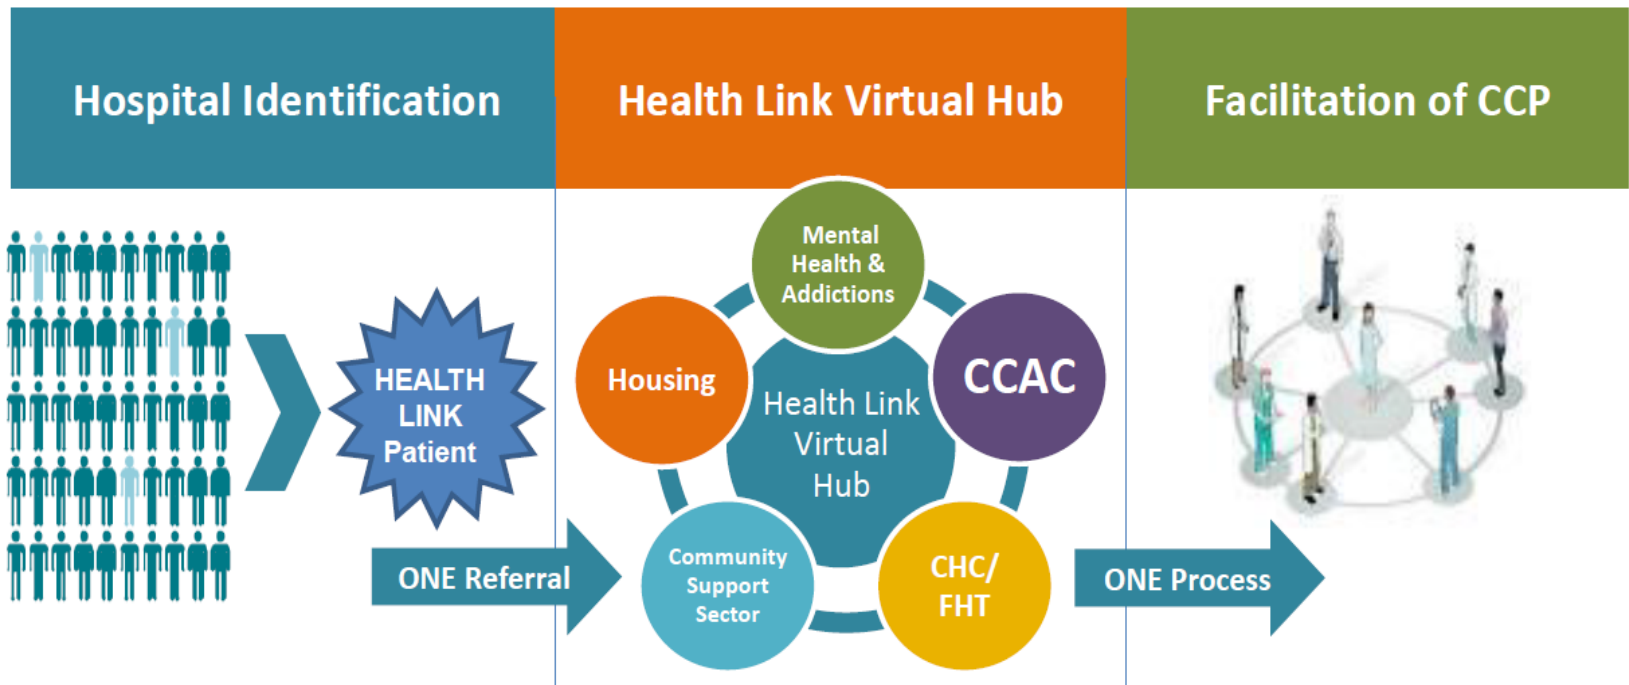 Hospital Identification
Health Link Virtual Hub
Facilitation of CCP
HEALTH
LINK
Patient
ONE Referral
Mental
Health &
Addictions
Housing
CCAC
Health Link
Virtual
Hub
Community
Support
Sector
CHC/
FHT
ONE Process